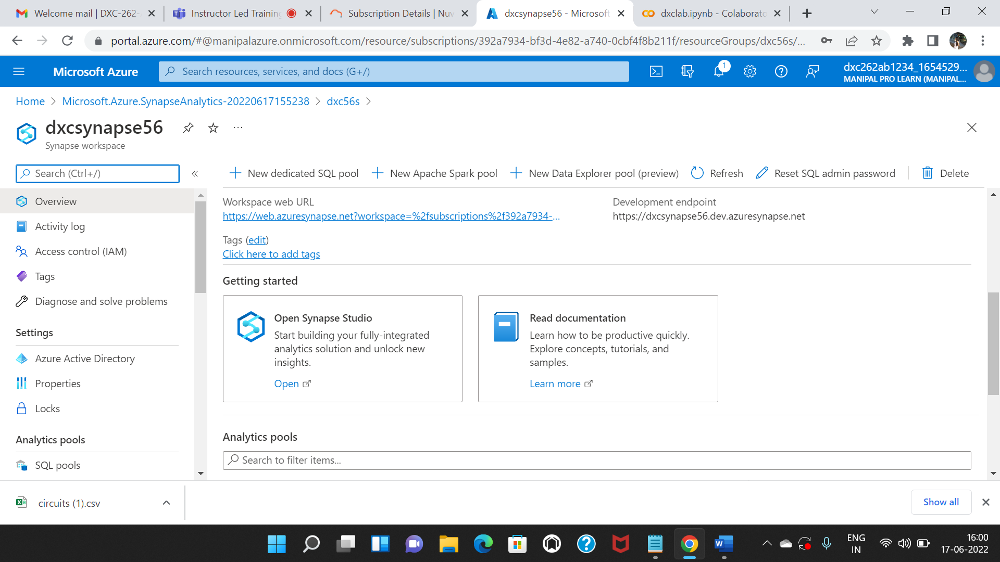 Welcome mail | DXC-262-
Instructor Led Training
Subscription Details | Nuv
dxcsynapse56 - Microsoft
dxclab.ipynb - Colaborato
portal.azure.com/#@manipalazure.onmicrosoft.com/resource/subscriptions/392a7934-bf3d-4e82-a740-0cbf4f8b211f/resourceGroups/dxc56s/...
Microsoft Azure
Search resources, services, and docs (G+/)
1
dxc262ab1234_1654529...
MANIPAL PRO LEARN (MANIPAL...
Home > Microsoft.Azure.SynapseAnalytics-20220617155238 > dxc56s >
dxcsynapse56
Synapse workspace
Search (Ctrl+/)
New dedicated SQL pool
New Apache Spark pool
New Data Explorer pool (preview)
Refresh
Reset SQL admin password
Delete
Overview
Activity log
Access control (IAM)
Tags
Diagnose and solve problems
Settings
Azure Active Directory
Properties
Locks
Analytics pools
SQL pools
Workspace web URL
https://web.azuresynapse.net?workspace=%2fsubscriptions%2f392a7934-...
Development endpoint
https://dxcsynapse56.dev.azuresynapse.net
Tags (edit)
Click here to add tags
Getting started
Open Synapse Studio
Start building your fully-integrated
analytics solution and unlock new
insights.
Open
Read documentation
Learn how to be productive quickly.
Explore concepts, tutorials, and
samples.
Learn more
Analytics pools
Search to filter items...
circuits (1).csv
Show all
ENG
IN
16:00
17-06-2022